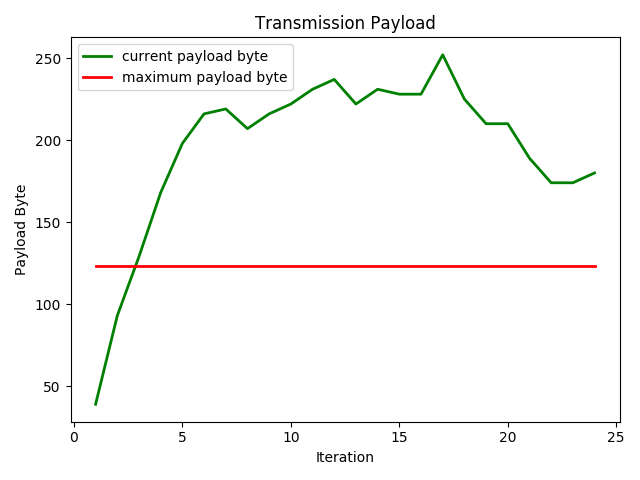 Transmission Payload
current payload byte
maximum payload byte
Payload Byte
250
200
150
100
50
0
5
10
15
20
25
Iteration